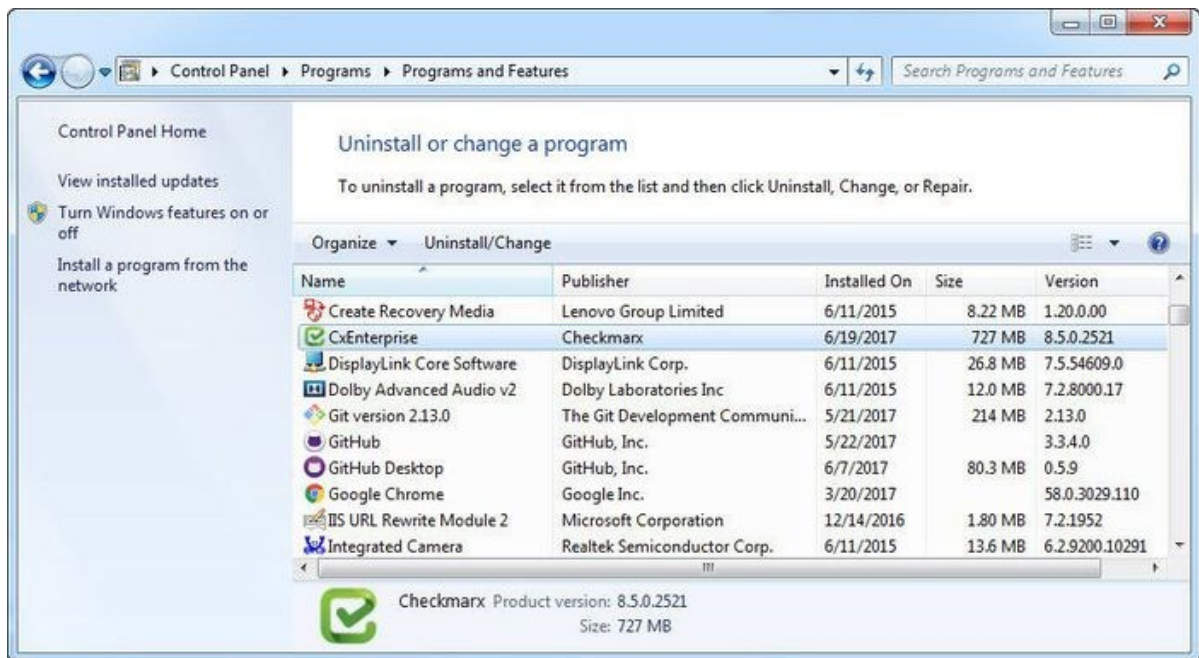 Control Panel ▸ Programs ▸ Programs and Features
Search Programs and Features
Control Panel Home
View installed updates
Turn Windows features on or
off
Install a program from the
network
Uninstall or change a program
To uninstall a program, select it from the list and then click Uninstall, Change, or Repair.
Organize Uninstall/Change
Name Publisher Installed On Size Version
Create Recovery Media Lenovo Group Limited 6/11/2015 8.22 MB 1.20.0.00
CxEnterprise Checkmarx 6/19/2017 727 MB 8.5.0.2521
DisplayLink Core Software DisplayLink Corp. 6/11/2015 26.8 MB 7.5.54609.0
Dolby Advanced Audio v2 Dolby Laboratories Inc 6/11/2015 12.0 MB 7.2.8000.17
Git version 2.13.0 The Git Development Communi... 5/21/2017 214 MB 2.13.0
GitHub GitHub, Inc. 5/22/2017 3.3.4.0
GitHub Desktop GitHub, Inc. 6/7/2017 80.3 MB 0.5.9
Google Chrome Google Inc. 3/20/2017 58.0.3029.110
IIS URL Rewrite Module 2 Microsoft Corporation 12/14/2016 1.80 MB 7.2.1952
Integrated Camera Realtek Semiconductor Corp. 6/11/2015 13.6 MB 6.2.9200.10291
Checkmarx Product version: 8.5.0.2521
Size: 727 MB